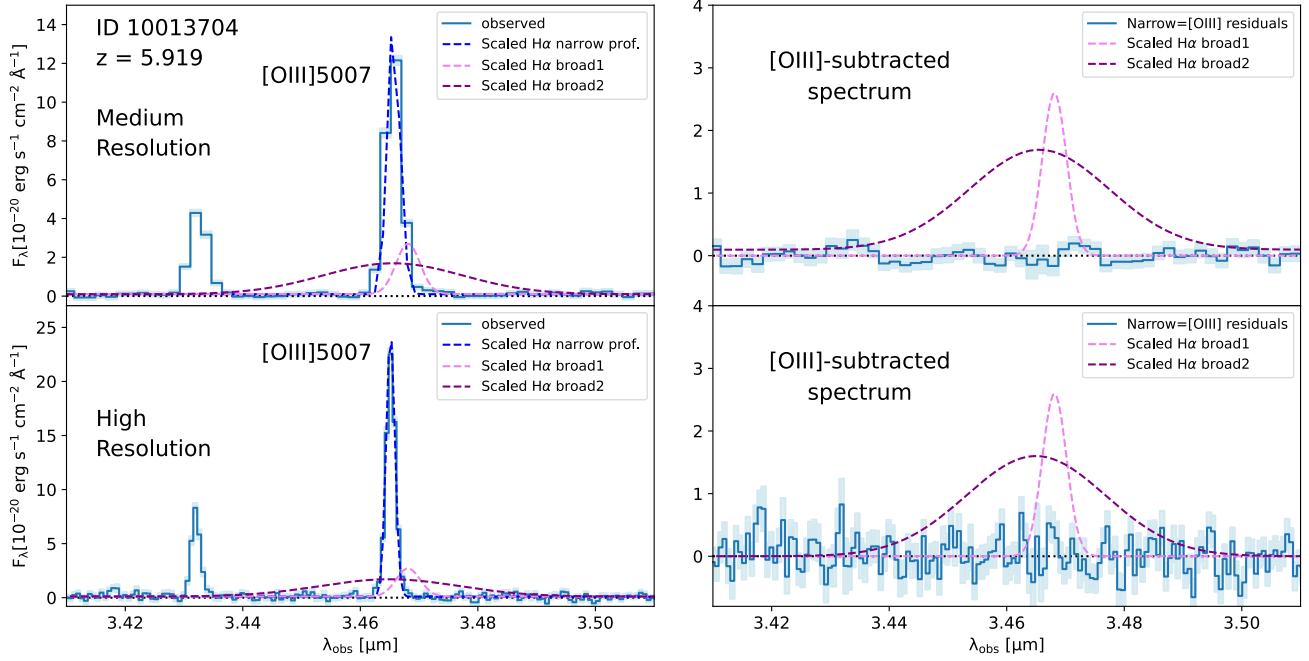 14
12
10
8
6
4
2
0
F_λ[10⁻²⁰ erg s⁻¹ cm⁻² Å⁻¹]
ID 10013704
z = 5.919
Medium
Resolution
[OIII]5007
observed
Scaled Hα narrow prof.
Scaled Hα broad1
Scaled Hα broad2
4
3
2
1
0
[OIII]-subtracted
spectrum
Narrow=[OIII] residuals
Scaled Hα broad1
Scaled Hα broad2
25
20
15
10
5
0
F_λ[10⁻²⁰ erg s⁻¹ cm⁻² Å⁻¹]
High
Resolution
[OIII]5007
observed
Scaled Hα narrow prof.
Scaled Hα broad1
Scaled Hα broad2
3.42 3.44 3.46 3.48 3.50
λ_obs [μm]
4
3
2
1
0
[OIII]-subtracted
spectrum
Narrow=[OIII] residuals
Scaled Hα broad1
Scaled Hα broad2
3.42 3.44 3.46 3.48 3.50
λ_obs [μm]